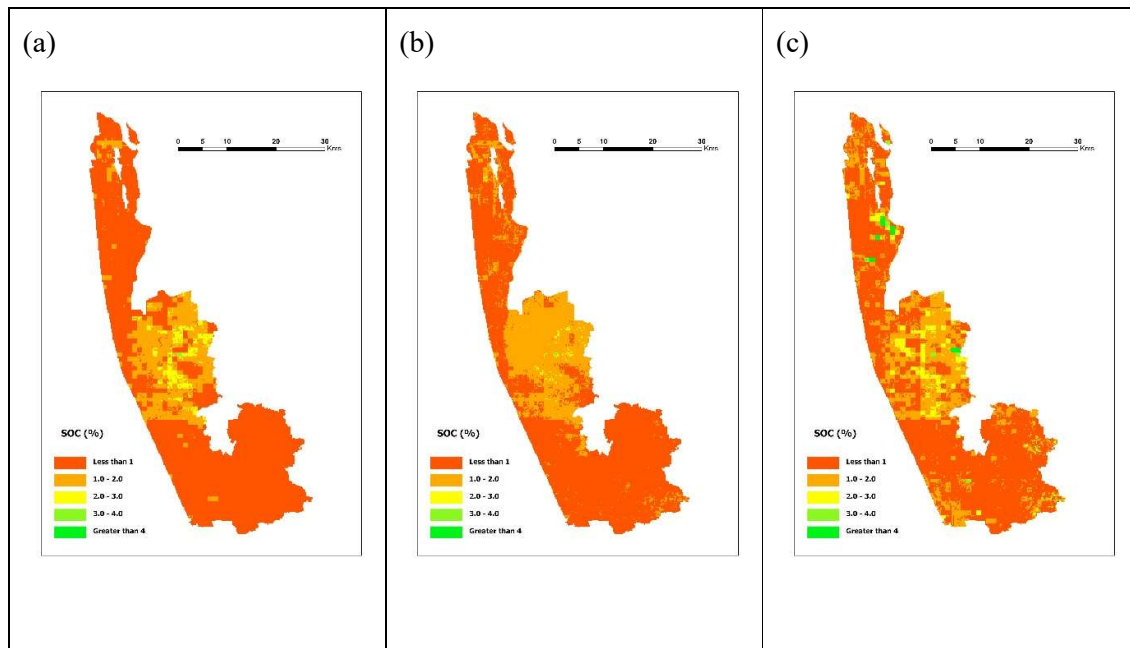 (a)
0 5 10 20 30
Kms
SOC (%)
Less than 1
1.0 - 2.0
2.0 - 3.0
3.0 - 4.0
Greater than 4
(b)
0 5 10 20 30
Kms
SOC (%)
Less than 1
1.0 - 2.0
2.0 - 3.0
3.0 - 4.0
Greater than 4
(c)
0 5 10 20 30
Kms
SOC (%)
Less than 1
1.0 - 2.0
2.0 - 3.0
3.0 - 4.0
Greater than 4